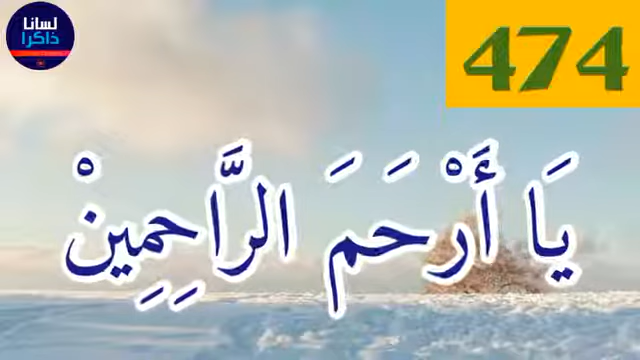 لسانا
ذاكرا
474
يَا أَرْحَمَ الرَّاحِمِينْ